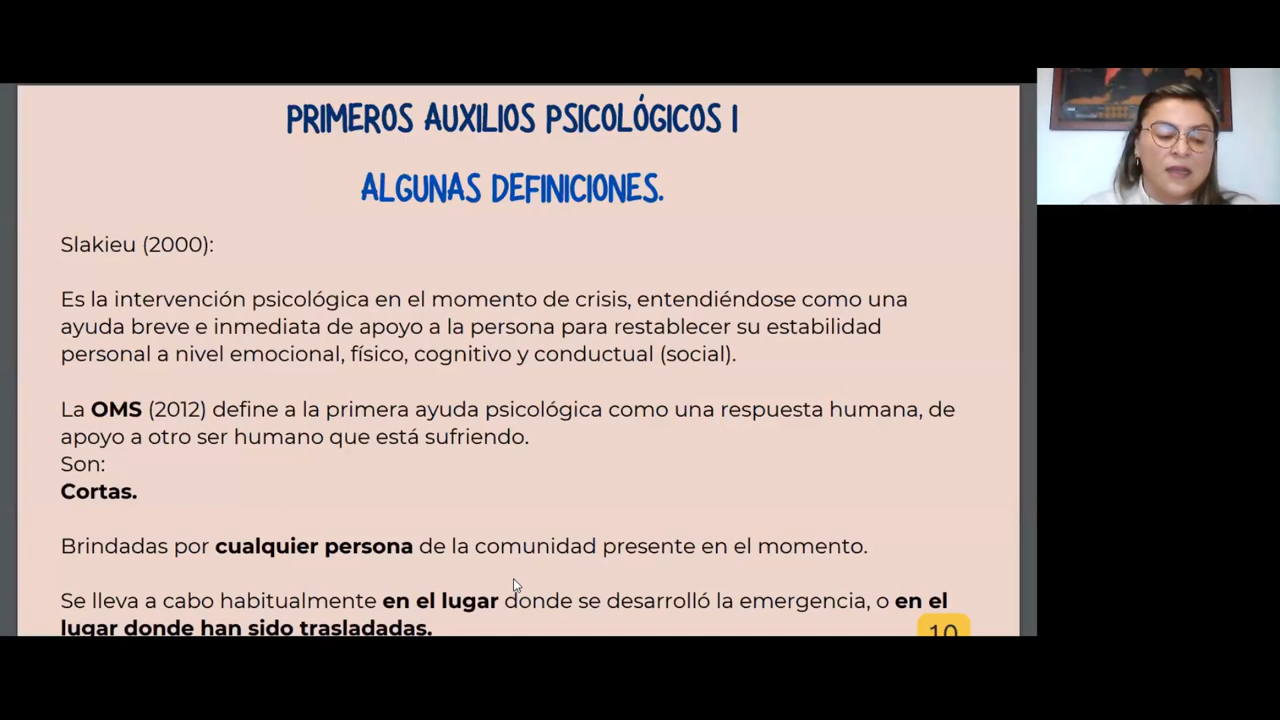 PRIMEROS AUXILIOS PSICOLÓGICOS I
ALGUNAS DEFINICIONES.
Slakieu (2000):
Es la intervención psicológica en el momento de crisis, entendiéndose como una
ayuda breve e inmediata de apoyo a la persona para restablecer su estabilidad
personal a nivel emocional, físico, cognitivo y conductual (social).
La OMS (2012) define a la primera ayuda psicológica como una respuesta humana, de
apoyo a otro ser humano que está sufriendo.
Son:
Cortas.
Brindadas por cualquier persona de la comunidad presente en el momento.
Se lleva a cabo habitualmente en el lugar donde se desarrolló la emergencia, o en el
lugar donde han sido trasladadas.
10